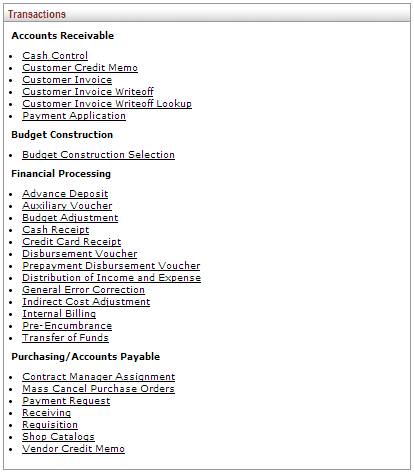 Transactions
Accounts Receivable
• Cash Control
• Customer Credit Memo
• Customer Invoice
• Customer Invoice Writeoff
• Customer Invoice Writeoff Lookup
• Payment Application
Budget Construction
• Budget Construction Selection
Financial Processing
• Advance Deposit
• Auxiliary Voucher
• Budget Adjustment
• Cash Receipt
• Credit Card Receipt
• Disbursement Voucher
• Prepayment Disbursement Voucher
• Distribution of Income and Expense
• General Error Correction
• Indirect Cost Adjustment
• Internal Billing
• Pre-Encumbrance
• Transfer of Funds
Purchasing/Accounts Payable
• Contract Manager Assignment
• Mass Cancel Purchase Orders
• Payment Request
• Receiving
• Requisition
• Shop Catalogs
• Vendor Credit Memo